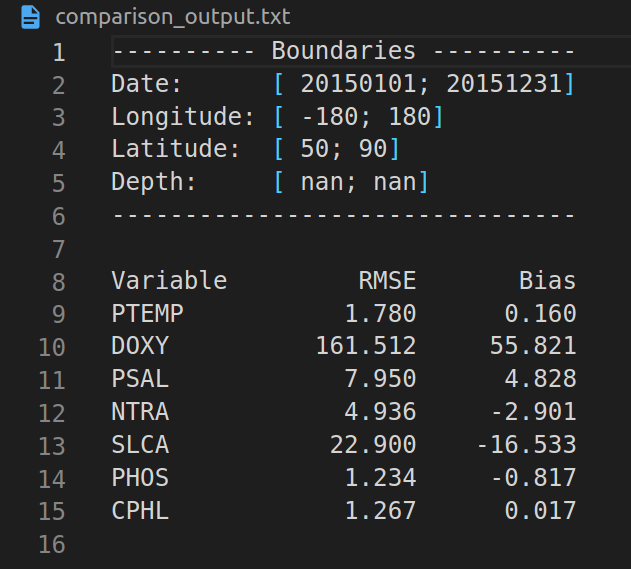 comparison_output.txt
1 ---------- Boundaries ----------
2 Date:      [ 20150101; 20151231]
3 Longitude: [ -180; 180]
4 Latitude:  [ 50; 90]
5 Depth:     [ nan; nan]
6 --------------------------------
7
8 Variable         RMSE       Bias
9 PTEMP           1.780      0.160
10 DOXY          161.512     55.821
11 PSAL            7.950      4.828
12 NTRA            4.936     -2.901
13 SLCA           22.900    -16.533
14 PHOS            1.234     -0.817
15 CPHL            1.267      0.017
16